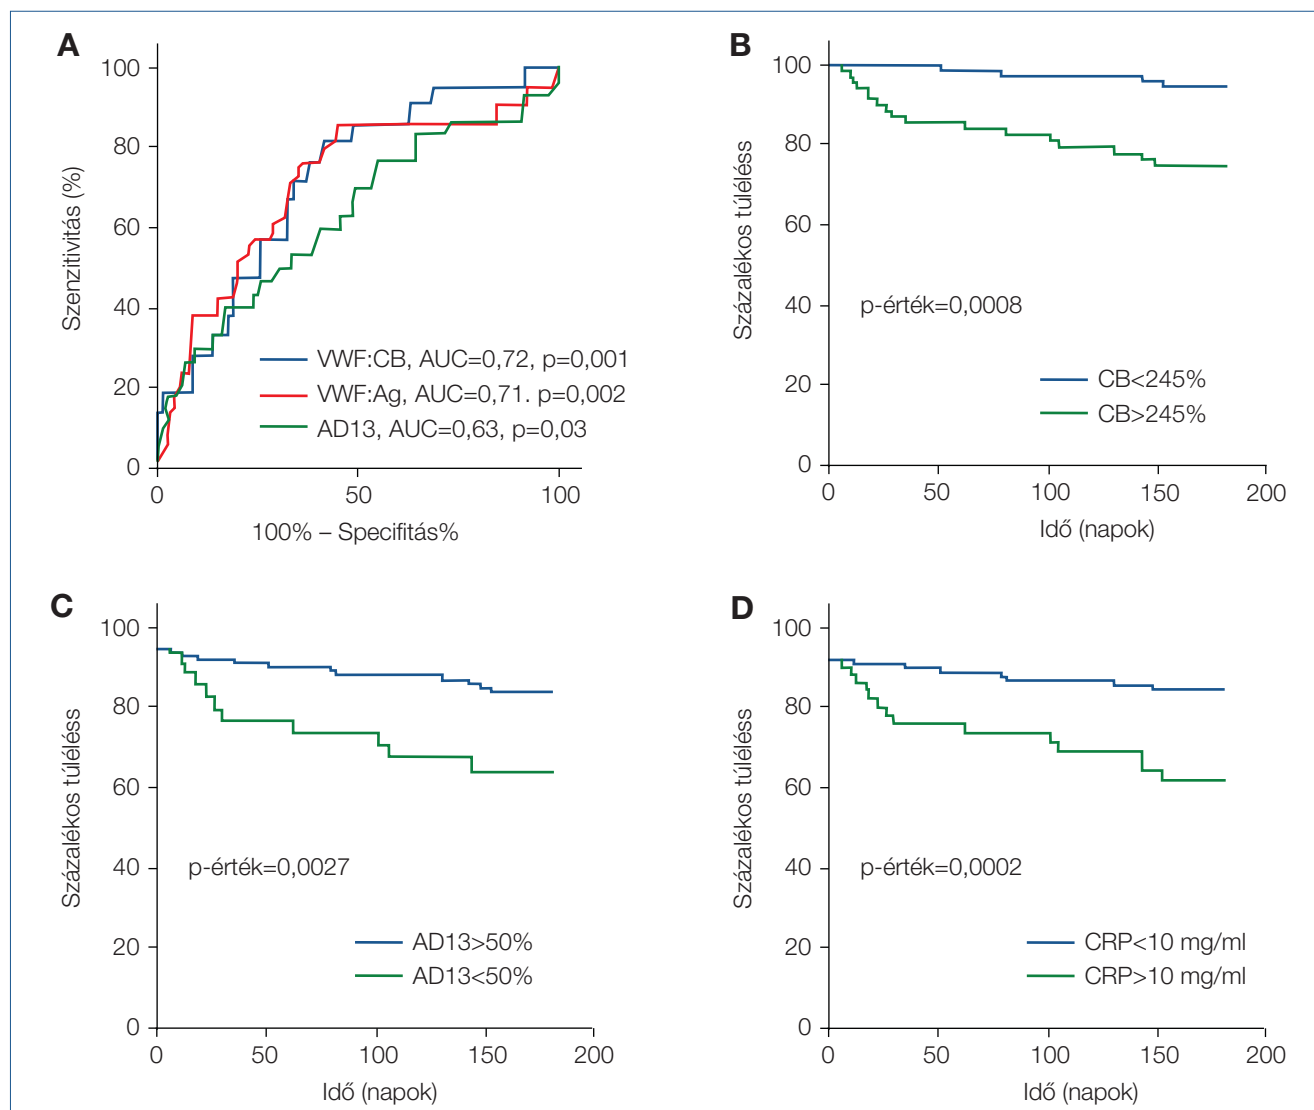 A
100
80
60
40
20
0
Szenzitivitás (%)
VWF:CB, AUC=0,72, p=0,001
VWF:Ag, AUC=0,71. p=0,002
AD13, AUC=0,63, p=0,03
0 50 100
100% – Specifitás%
B
100
80
60
40
20
0
Százalékos túléléss
p-érték=0,0008
CB<245%
CB>245%
0 50 100 150 200
Idő (napok)
C
100
80
60
40
20
0
Százalékos túléléss
p-érték=0,0027
AD13>50%
AD13<50%
0 50 100 150 200
Idő (napok)
D
100
80
60
40
20
0
Százalékos túléléss
p-érték=0,0002
CRP<10 mg/ml
CRP>10 mg/ml
0 50 100 150 200
Idő (napok)